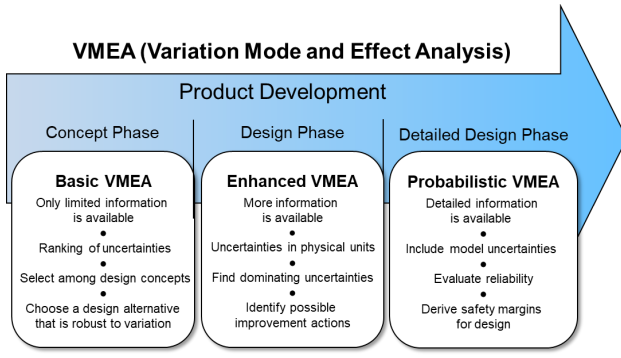 VMEA (Variation Mode and Effect Analysis)
Product Development
Concept Phase
Design Phase
Detailed Design Phase
Basic VMEA
Only limited information
is available
•
Ranking of uncertainties
•
Select among design concepts
•
Choose a design alternative
that is robust to variation
Enhanced VMEA
More information
is available
•
Uncertainties in physical units
•
Find dominating uncertainties
•
Identify possible
improvement actions
Probabilistic VMEA
Detailed information
is available
•
Include model uncertainties
•
Evaluate reliability
•
Derive safety margins
for design